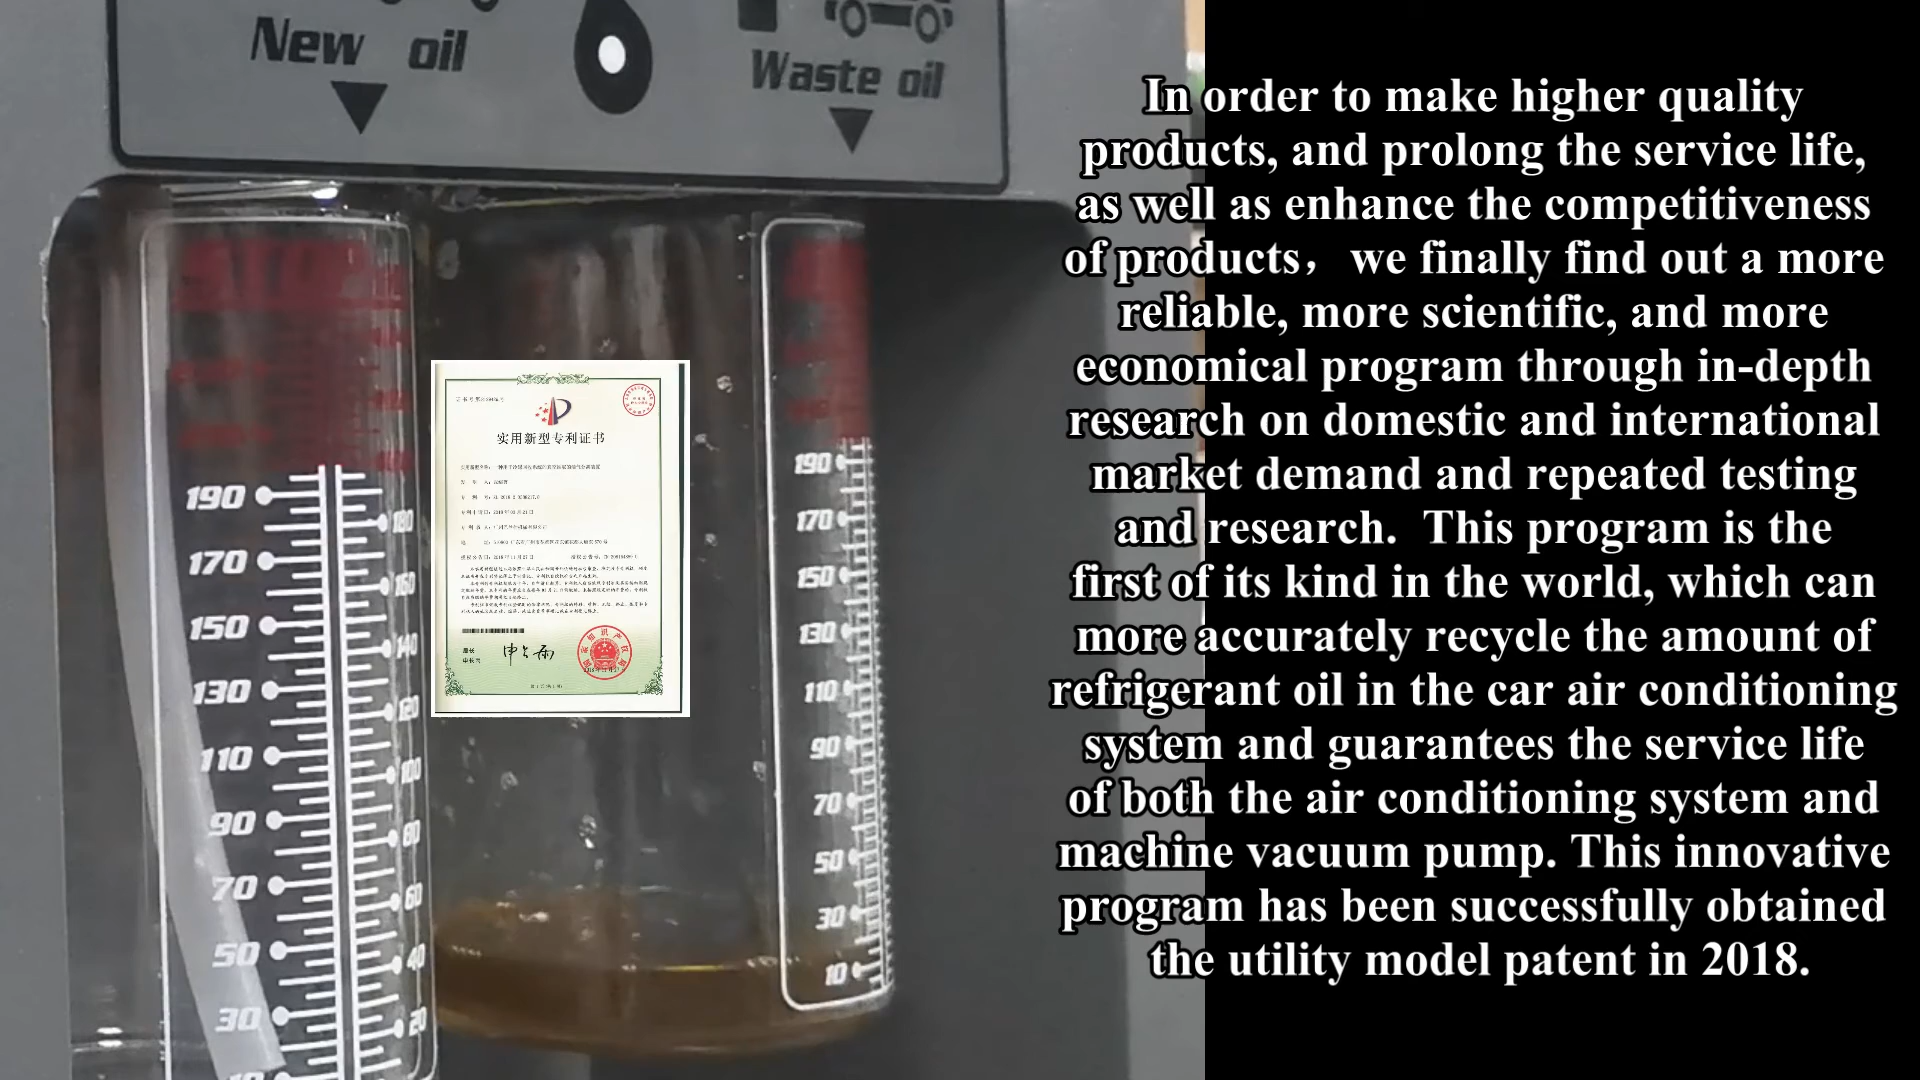 New oil
Waste oil
In order to make higher quality
products, and prolong the service life,
as well as enhance the competitiveness
of products， we finally find out a more
reliable, more scientific, and more
economical program through in-depth
research on domestic and international
market demand and repeated testing
and research. This program is the
first of its kind in the world, which can
more accurately recycle the amount of
refrigerant oil in the car air conditioning
system and guarantees the service life
of both the air conditioning system and
machine vacuum pump. This innovative
program has been successfully obtained
the utility model patent in 2018.
实用新型专利证书
局长
申长雨
190
180
170
160
150
140
130
120
110
100
90
80
70
60
50
40
30
20
190
170
150
130
110
90
70
50
30
10